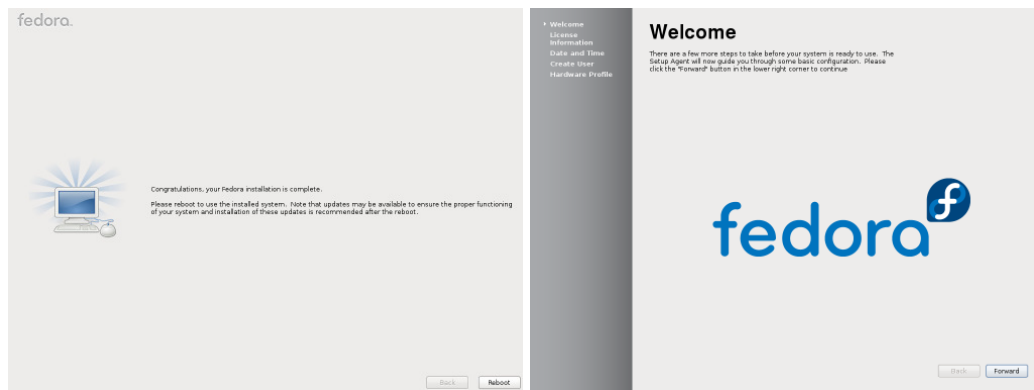 fedora.
Congratulations, your Fedora installation is complete.
Please reboot to use the installed system. Note that updates may be available to ensure the proper functioning
of your system and installation of these updates is recommended after the reboot.
Back
Reboot
Welcome
License
Information
Date and Time
Create User
Hardware Profile
Welcome
There are a few more steps to take before your system is ready to use. The
Setup Agent will now guide you through some basic configuration. Please
click the "Forward" button in the lower right corner to continue
fedora
Back
Forward